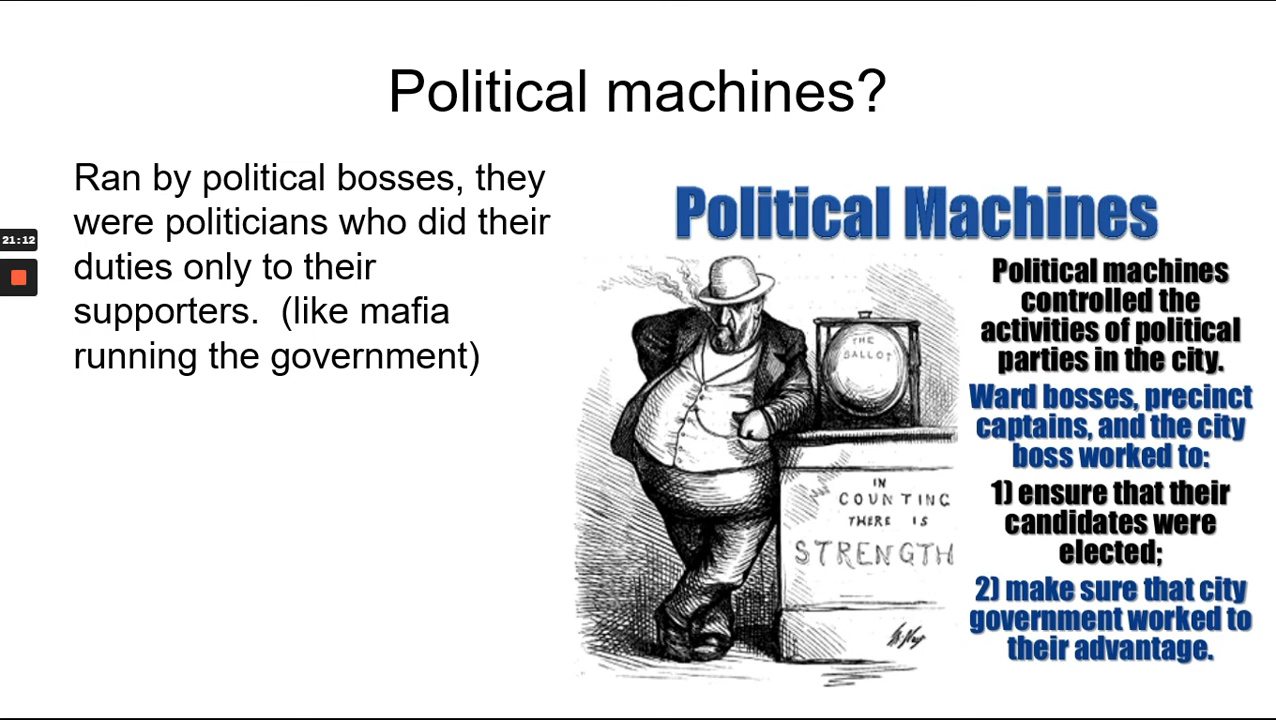 Political machines?
Ran by political bosses, they
were politicians who did their
duties only to their
supporters.  (like mafia
running the government)
21:12
Political Machines
THE
BALLOT
IN
COUNTING
THERE IS
STRENGTH
Political machines
controlled the
activities of political
parties in the city.
Ward bosses, precinct
captains, and the city
boss worked to:
1) ensure that their
candidates were
elected;
2) make sure that city
government worked to
their advantage.